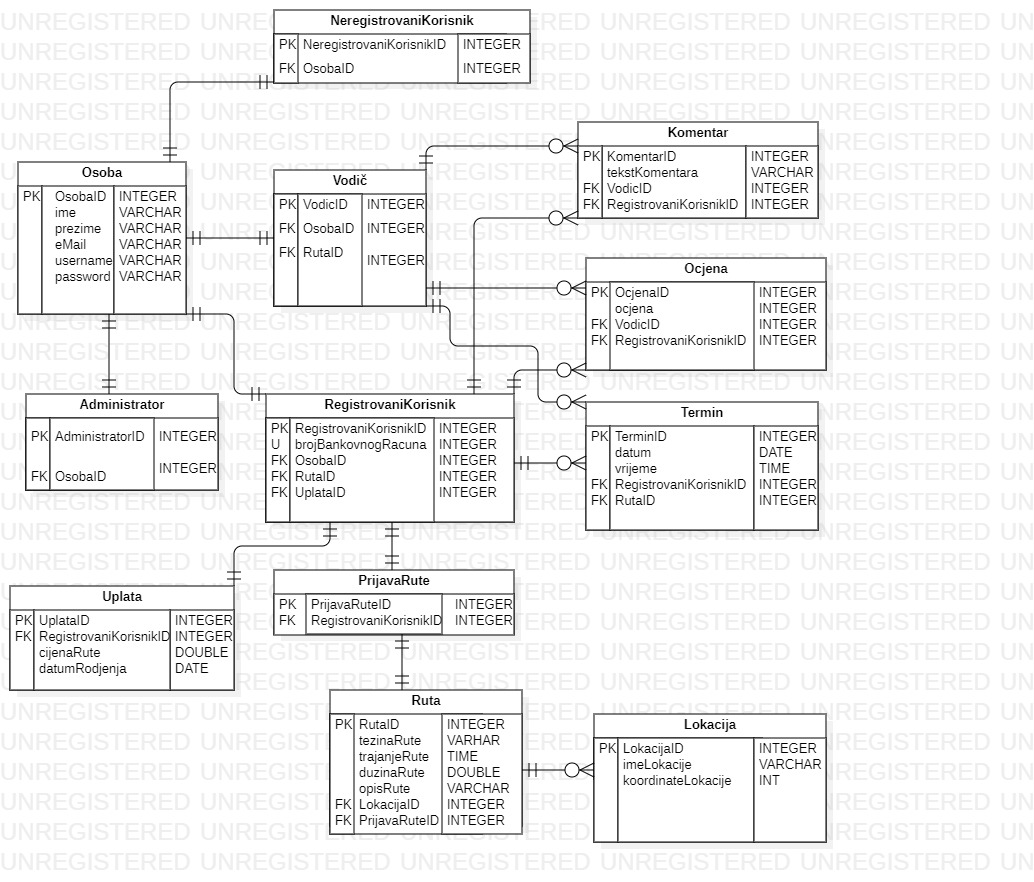 NeregistrovaniKorisnik
PK NeregistrovaniKorisnikID INTEGER
FK OsobaID INTEGER
Osoba
PK OsobaID INTEGER
ime VARCHAR
prezime VARCHAR
eMail VARCHAR
username VARCHAR
password VARCHAR
Vodič
PK VodicID INTEGER
FK OsobaID INTEGER
FK RutaID INTEGER
Komentar
PK KomentarID INTEGER
tekstKomentara VARCHAR
FK VodicID INTEGER
FK RegistrovaniKorisnikID INTEGER
Ocjena
PK OcjenaID INTEGER
ocjena INTEGER
FK VodicID INTEGER
FK RegistrovaniKorisnikID INTEGER
Administrator
PK AdministratorID INTEGER
FK OsobaID INTEGER
RegistrovaniKorisnik
PK RegistrovaniKorisnikID INTEGER
U brojBankovnogRacuna INTEGER
FK OsobaID INTEGER
FK RutaID INTEGER
FK UplataID INTEGER
Termin
PK TerminID INTEGER
datum DATE
vrijeme TIME
FK RegistrovaniKorisnikID INTEGER
FK RutaID INTEGER
Uplata
PK UplataID INTEGER
FK RegistrovaniKorisnikID INTEGER
cijenaRute DOUBLE
datumRodjenja DATE
PrijavaRute
PK PrijavaRuteID INTEGER
FK RegistrovaniKorisnikID INTEGER
Ruta
PK RutaID INTEGER
tezinaRute VARHAR
trajanjeRute TIME
duzinaRute DOUBLE
opisRute VARCHAR
FK LokacijaID INTEGER
FK PrijavaRuteID INTEGER
Lokacija
PK LokacijaID INTEGER
imeLokacije VARCHAR
koordinateLokacije INT
UNREGISTERED